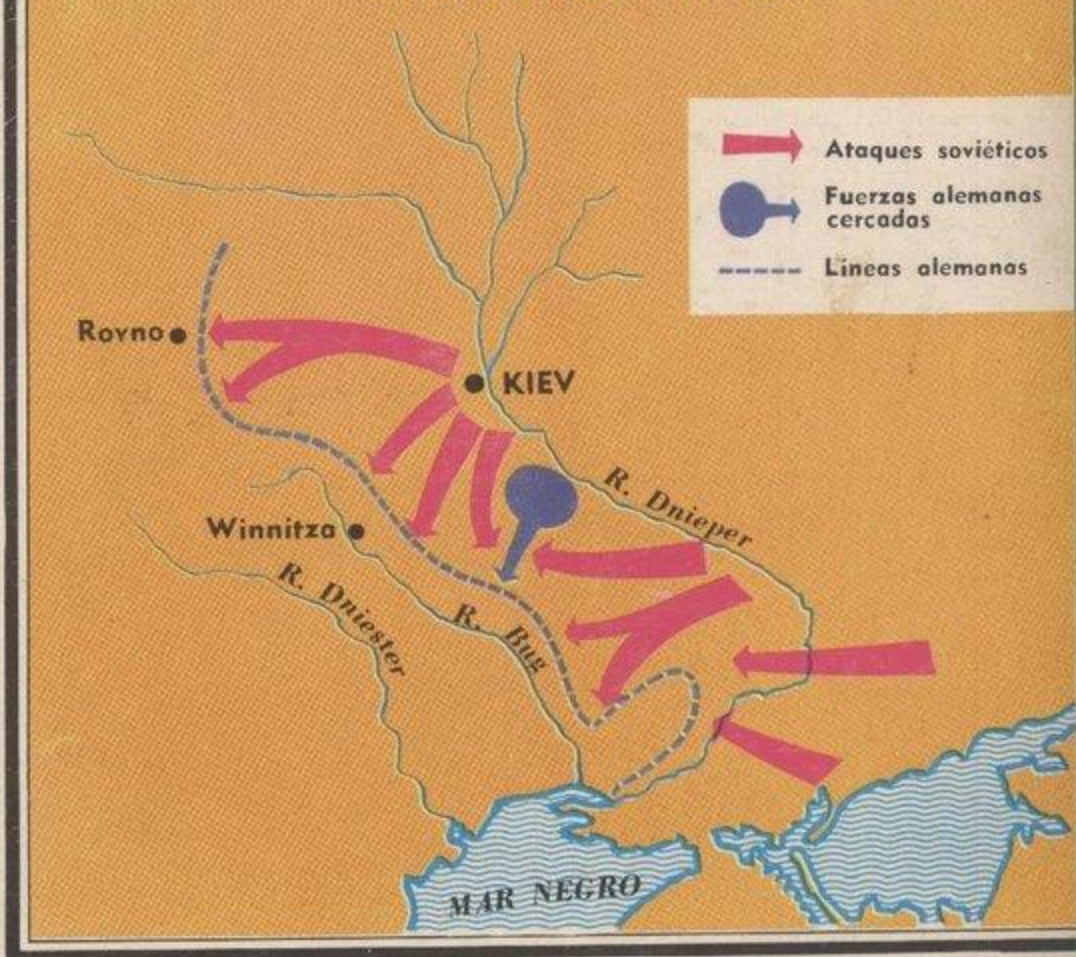 Ataques soviéticos
Fuerzas alemanas
cercadas
Líneas alemanas
Rovno
KIEV
R. Dnieper
Winnitza
R. Dniester
R. Bug
MAR NEGRO